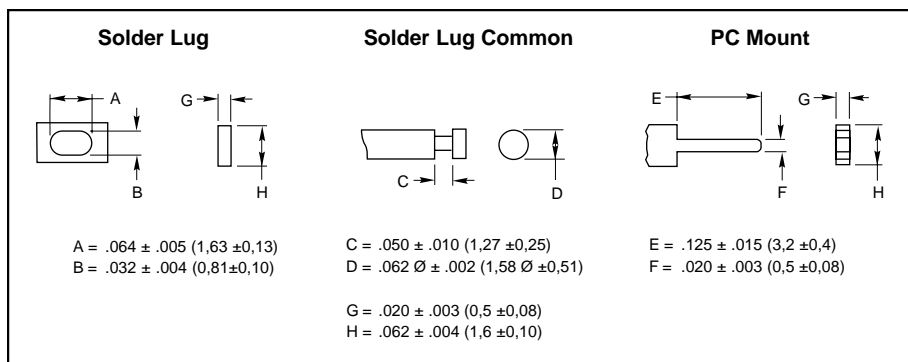 Solder Lug
Solder Lug Common
PC Mount
A
G
B
H
C
D
E
G
F
H
A = .064 ± .005 (1,63 ±0,13)
B = .032 ± .004 (0,81±0,10)
C = .050 ± .010 (1,27 ±0,25)
D = .062 Ø ± .002 (1,58 Ø ±0,51)
G = .020 ± .003 (0,5 ±0,08)
H = .062 ± .004 (1,6 ±0,10)
E = .125 ± .015 (3,2 ±0,4)
F = .020 ± .003 (0,5 ±0,08)